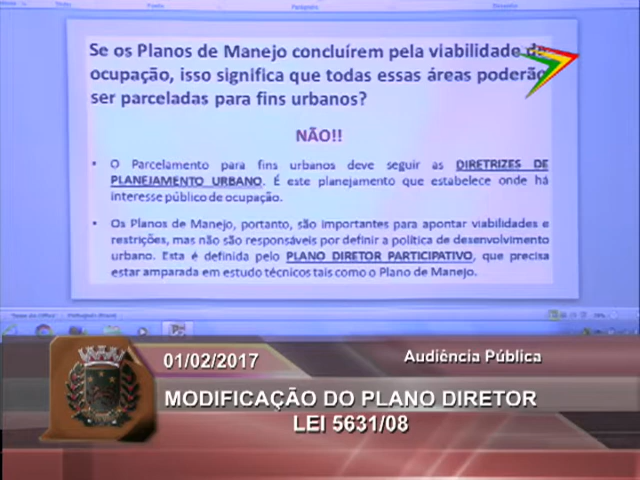 Se os Planos de Manejo concluírem pela viabilidade de
ocupação, isso significa que todas essas áreas poderão
ser parceladas para fins urbanos?
NÃO!!
• O Parcelamento para fins urbanos deve seguir as DIRETRIZES DE
PLANEJAMENTO URBANO. É este planejamento que estabelece onde há
interesse público de ocupação.
• Os Planos de Manejo, portanto, são importantes para apontar viabilidades e
restrições, mas não são responsáveis por definir a política de desenvolvimento
urbano. Esta é definida pelo PLANO DIRETOR PARTICIPATIVO, que precisa
estar amparada em estudo técnicos tais como o Plano de Manejo.
01/02/2017
Audiência Pública
MODIFICAÇÃO DO PLANO DIRETOR
LEI 5631/08